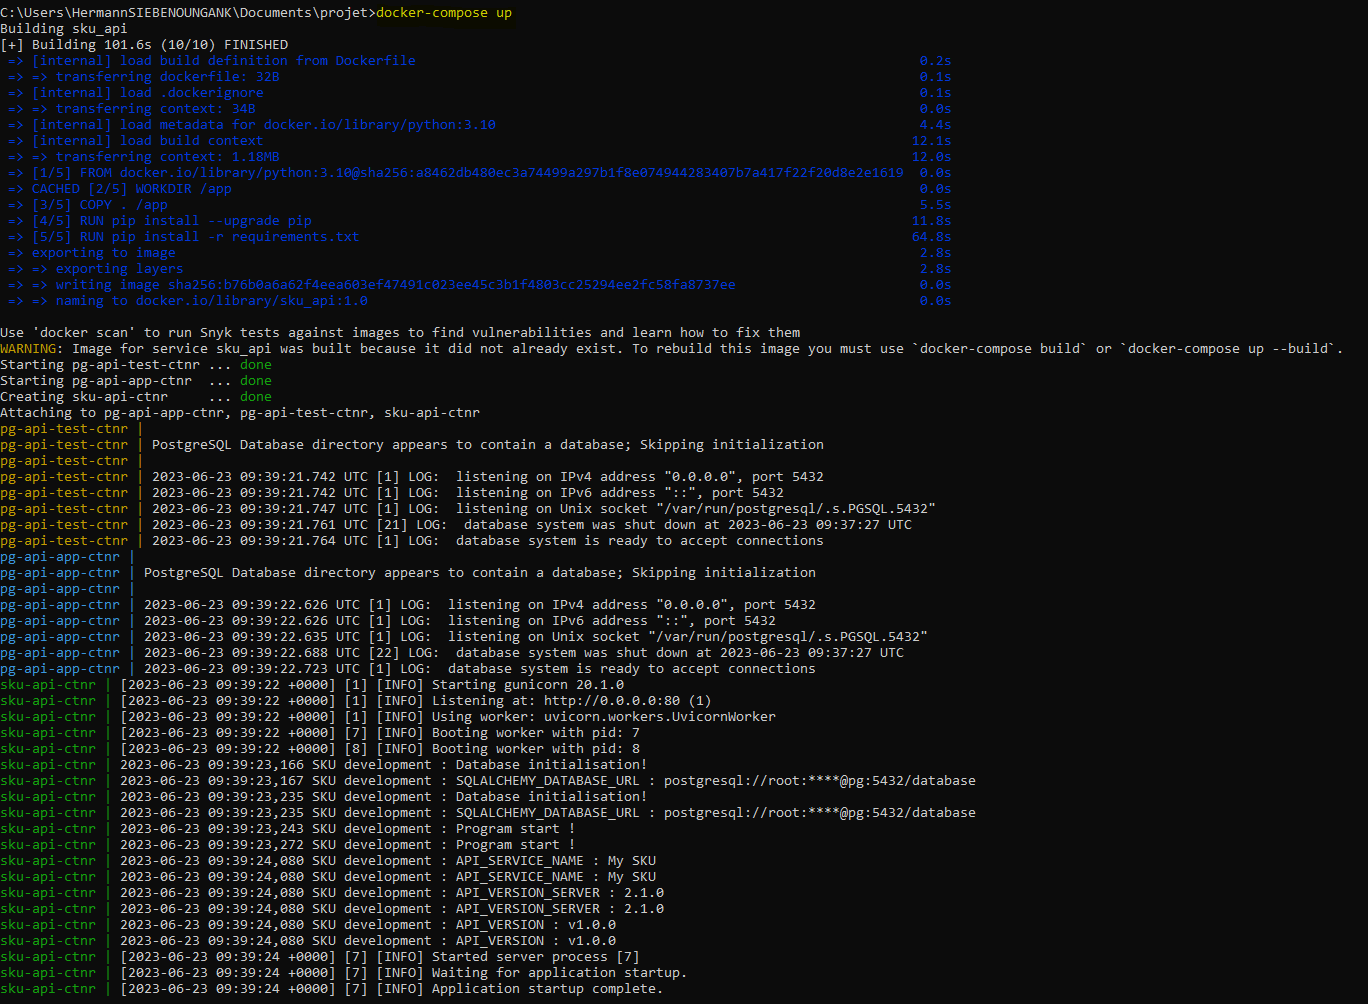 C:\Users\HermannSIEBENOUNGANK\Documents\projet>docker-compose up
Building sku_api
[+] Building 101.6s (10/10) FINISHED
=> [internal] load build definition from Dockerfile 0.2s
=> => transferring dockerfile: 32B 0.1s
=> [internal] load .dockerignore 0.1s
=> => transferring context: 34B 0.0s
=> [internal] load metadata for docker.io/library/python:3.10 4.4s
=> [internal] load build context 12.1s
=> => transferring context: 1.18MB 12.0s
=> [1/5] FROM docker.io/library/python:3.10@sha256:a8462db480ec3a74499a297b1f8e074944283407b7a417f22f20d8e2e1619 0.0s
=> CACHED [2/5] WORKDIR /app 0.0s
=> [3/5] COPY . /app 5.5s
=> [4/5] RUN pip install --upgrade pip 11.8s
=> [5/5] RUN pip install -r requirements.txt 64.8s
=> exporting to image 2.8s
=> => exporting layers 2.8s
=> => writing image sha256:b76b0a6a62f4eea603ef47491c023ee45c3b1f4803cc25294ee2fc58fa8737ee 0.0s
=> => naming to docker.io/library/sku_api:1.0 0.0s
Use 'docker scan' to run Snyk tests against images to find vulnerabilities and learn how to fix them
WARNING: Image for service sku_api was built because it did not already exist. To rebuild this image you must use `docker-compose build` or `docker-compose up --build`.
Starting pg-api-test-ctnr ... done
Starting pg-api-app-ctnr  ... done
Creating sku-api-ctnr     ... done
Attaching to pg-api-app-ctnr, pg-api-test-ctnr, sku-api-ctnr
pg-api-test-ctnr |
pg-api-test-ctnr | PostgreSQL Database directory appears to contain a database; Skipping initialization
pg-api-test-ctnr |
pg-api-test-ctnr | 2023-06-23 09:39:21.742 UTC [1] LOG:  listening on IPv4 address "0.0.0.0", port 5432
pg-api-test-ctnr | 2023-06-23 09:39:21.742 UTC [1] LOG:  listening on IPv6 address "::", port 5432
pg-api-test-ctnr | 2023-06-23 09:39:21.747 UTC [1] LOG:  listening on Unix socket "/var/run/postgresql/.s.PGSQL.5432"
pg-api-test-ctnr | 2023-06-23 09:39:21.761 UTC [21] LOG:  database system was shut down at 2023-06-23 09:37:27 UTC
pg-api-test-ctnr | 2023-06-23 09:39:21.764 UTC [1] LOG:  database system is ready to accept connections
pg-api-app-ctnr |
pg-api-app-ctnr | PostgreSQL Database directory appears to contain a database; Skipping initialization
pg-api-app-ctnr |
pg-api-app-ctnr | 2023-06-23 09:39:22.626 UTC [1] LOG:  listening on IPv4 address "0.0.0.0", port 5432
pg-api-app-ctnr | 2023-06-23 09:39:22.626 UTC [1] LOG:  listening on IPv6 address "::", port 5432
pg-api-app-ctnr | 2023-06-23 09:39:22.635 UTC [1] LOG:  listening on Unix socket "/var/run/postgresql/.s.PGSQL.5432"
pg-api-app-ctnr | 2023-06-23 09:39:22.688 UTC [22] LOG:  database system was shut down at 2023-06-23 09:37:27 UTC
pg-api-app-ctnr | 2023-06-23 09:39:22.723 UTC [1] LOG:  database system is ready to accept connections
sku-api-ctnr | [2023-06-23 09:39:22 +0000] [1] [INFO] Starting gunicorn 20.1.0
sku-api-ctnr | [2023-06-23 09:39:22 +0000] [1] [INFO] Listening at: http://0.0.0.0:80 (1)
sku-api-ctnr | [2023-06-23 09:39:22 +0000] [1] [INFO] Using worker: uvicorn.workers.UvicornWorker
sku-api-ctnr | [2023-06-23 09:39:22 +0000] [7] [INFO] Booting worker with pid: 7
sku-api-ctnr | [2023-06-23 09:39:22 +0000] [8] [INFO] Booting worker with pid: 8
sku-api-ctnr | 2023-06-23 09:39:23,166 SKU development : Database initialisation!
sku-api-ctnr | 2023-06-23 09:39:23,167 SKU development : SQLALCHEMY_DATABASE_URL : postgresql://root:****@pg:5432/database
sku-api-ctnr | 2023-06-23 09:39:23,235 SKU development : Database initialisation!
sku-api-ctnr | 2023-06-23 09:39:23,235 SKU development : SQLALCHEMY_DATABASE_URL : postgresql://root:****@pg:5432/database
sku-api-ctnr | 2023-06-23 09:39:23,243 SKU development : Program start !
sku-api-ctnr | 2023-06-23 09:39:23,272 SKU development : Program start !
sku-api-ctnr | 2023-06-23 09:39:24,080 SKU development : API_SERVICE_NAME : My SKU
sku-api-ctnr | 2023-06-23 09:39:24,080 SKU development : API_SERVICE_NAME : My SKU
sku-api-ctnr | 2023-06-23 09:39:24,080 SKU development : API_VERSION_SERVER : 2.1.0
sku-api-ctnr | 2023-06-23 09:39:24,080 SKU development : API_VERSION_SERVER : 2.1.0
sku-api-ctnr | 2023-06-23 09:39:24,080 SKU development : API_VERSION : v1.0.0
sku-api-ctnr | 2023-06-23 09:39:24,080 SKU development : API_VERSION : v1.0.0
sku-api-ctnr | [2023-06-23 09:39:24 +0000] [7] [INFO] Started server process [7]
sku-api-ctnr | [2023-06-23 09:39:24 +0000] [7] [INFO] Waiting for application startup.
sku-api-ctnr | [2023-06-23 09:39:24 +0000] [7] [INFO] Application startup complete.